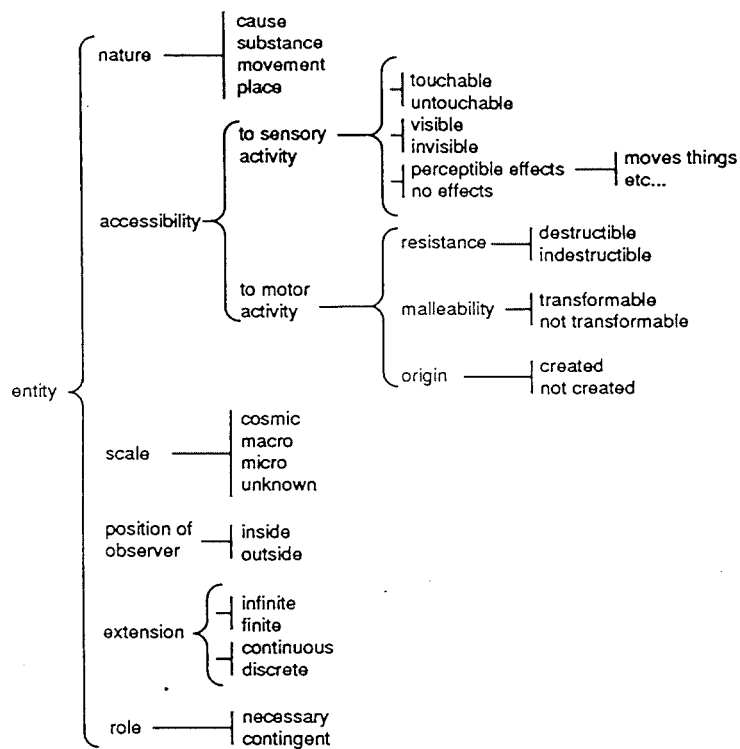 entity
nature
cause
substance
movement
place
accessibility
to sensory
activity
touchable
untouchable
visible
invisible
perceptible effects
no effects
moves things
etc...
to motor
activity
resistance
destructible
indestructible
malleability
transformable
not transformable
origin
created
not created
scale
cosmic
macro
micro
unknown
position of
observer
inside
outside
extension
infinite
finite
continuous
discrete
role
necessary
contingent